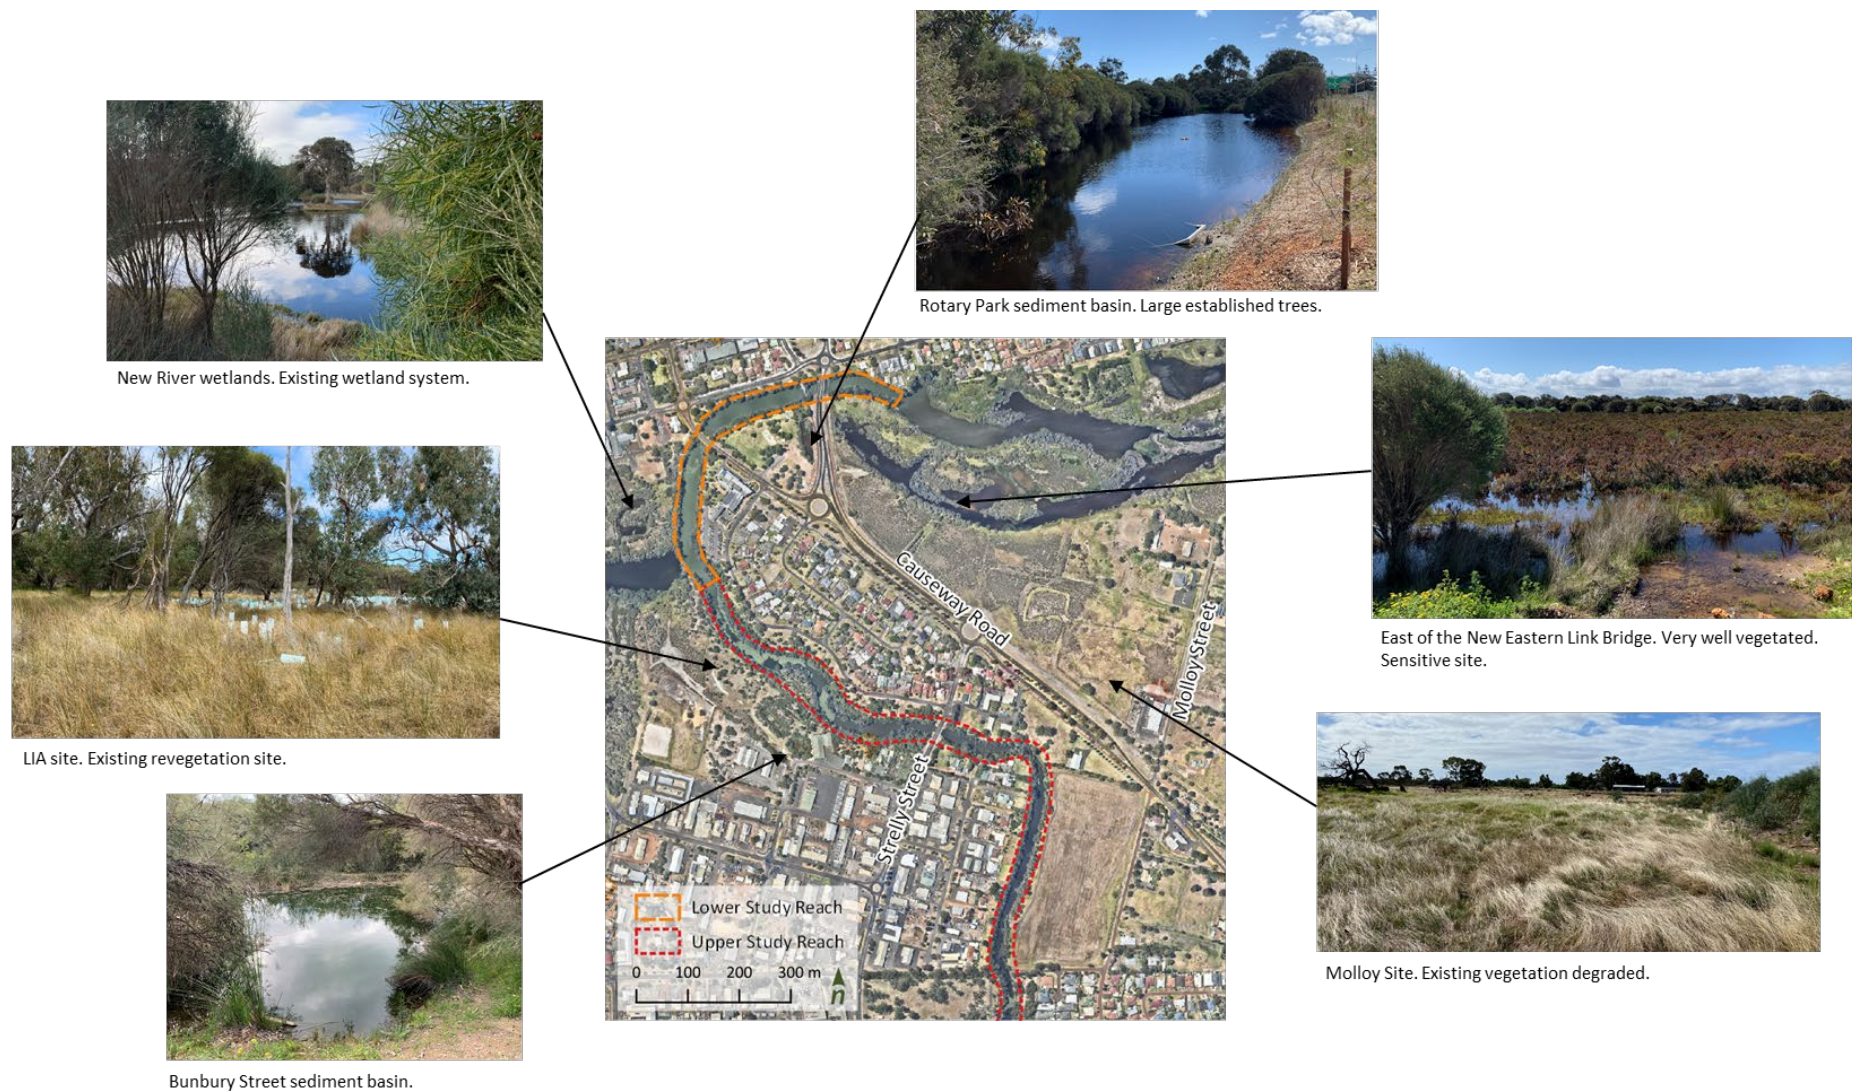 Rotary Park sediment basin. Large established trees.
New River wetlands. Existing wetland system.
East of the New Eastern Link Bridge. Very well vegetated.
Sensitive site.
LIA site. Existing revegetation site.
Causeway Road
Molloy Street
Strelly Street
Lower Study Reach
Upper Study Reach
0 100 200 300 m
n
Molloy Site. Existing vegetation degraded.
Bunbury Street sediment basin.